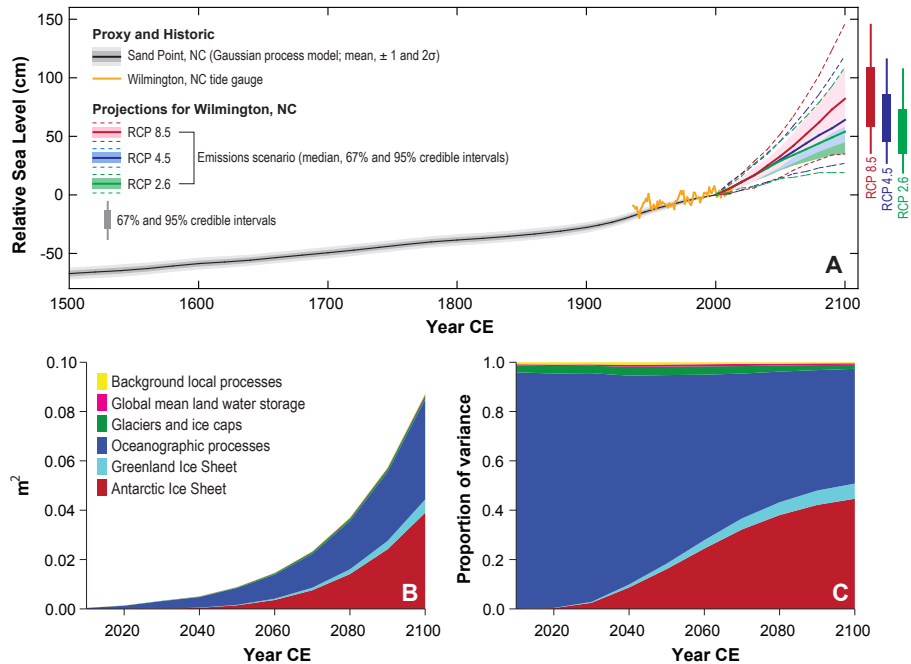 150
100
50
0
-50
Relative Sea Level (cm)
Proxy and Historic
Sand Point, NC (Gaussian process model; mean, ± 1 and 2σ)
Wilmington, NC tide gauge
Projections for Wilmington, NC
RCP 8.5
RCP 4.5
RCP 2.6
Emissions scenario (median, 67% and 95% credible intervals)
67% and 95% credible intervals
A
RCP 8.5
RCP 4.5
RCP 2.6
1500 1600 1700 1800 1900 2000 2100
Year CE
0.10
0.08
0.06
0.04
0.02
0.00
m²
Background local processes
Global mean land water storage
Glaciers and ice caps
Oceanographic processes
Greenland Ice Sheet
Antarctic Ice Sheet
B
2020 2040 2060 2080 2100
Year CE
1.0
0.8
0.6
0.4
0.2
0.0
Proportion of variance
C
2020 2040 2060 2080 2100
Year CE